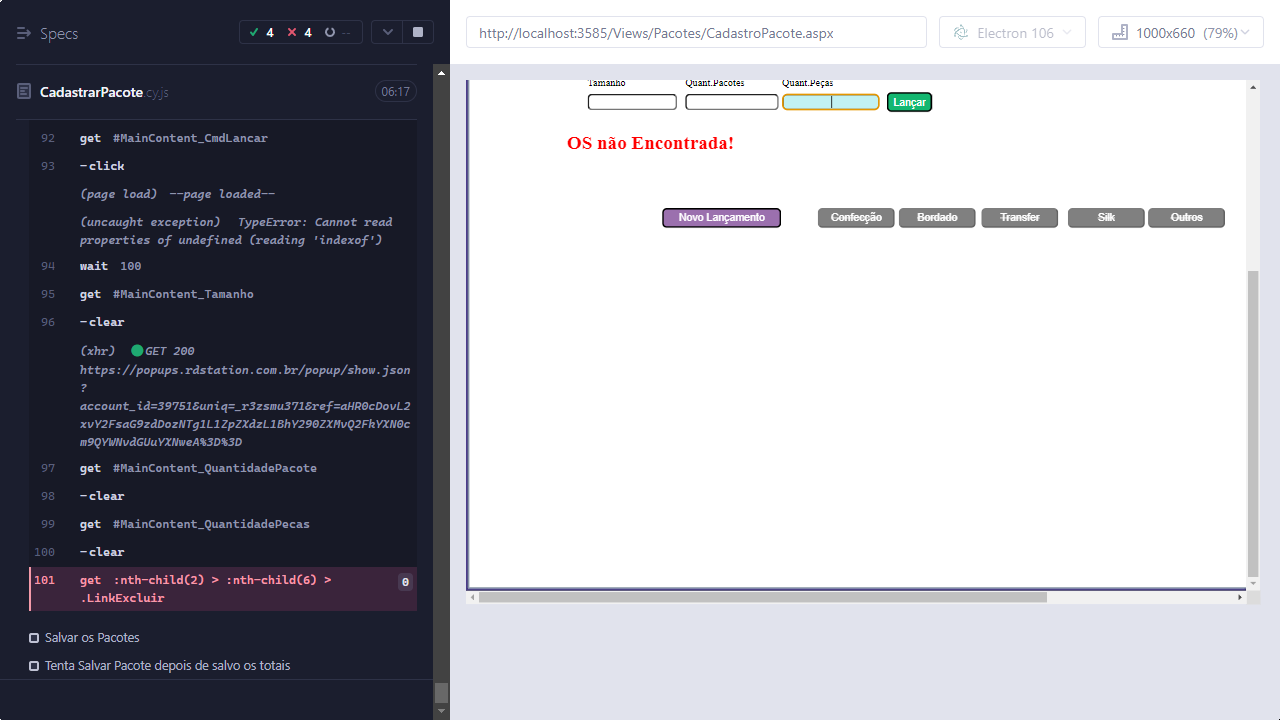 Specs
4
4
--
CadastrarPacote.cy.js
06:17
92 get #MainContent_CmdLancar
93 -click
(page load) --page loaded--
(uncaught exception) TypeError: Cannot read
properties of undefined (reading 'indexof')
94 wait 100
95 get #MainContent_Tamanho
96 -clear
(xhr) GET 200
https://popups.rdstation.com.br/popup/show.json
?
account_id=39751&uniq=_r3zsmu371&ref=aHR0cDovL2
xvY2FsaG9zdDozNTg1L1ZpZXdzL1BhY290ZXMvQ2FkYXN0c
m9QYWNvdGUuYXNweA%3D%3D
97 get #MainContent_QuantidadePacote
98 -clear
99 get #MainContent_QuantidadePecas
100 -clear
101 get :nth-child(2) > :nth-child(6) >
.LinkExcluir
0
Salvar os Pacotes
Tenta Salvar Pacote depois de salvo os totais
http://localhost:3585/Views/Pacotes/CadastroPacote.aspx
Electron 106
1000x660 (79%)
Tamanho Quant.Pacotes Quant.Peças
Lançar
OS não Encontrada!
Novo Lançamento Confecção Bordado Transfer Silk Outros